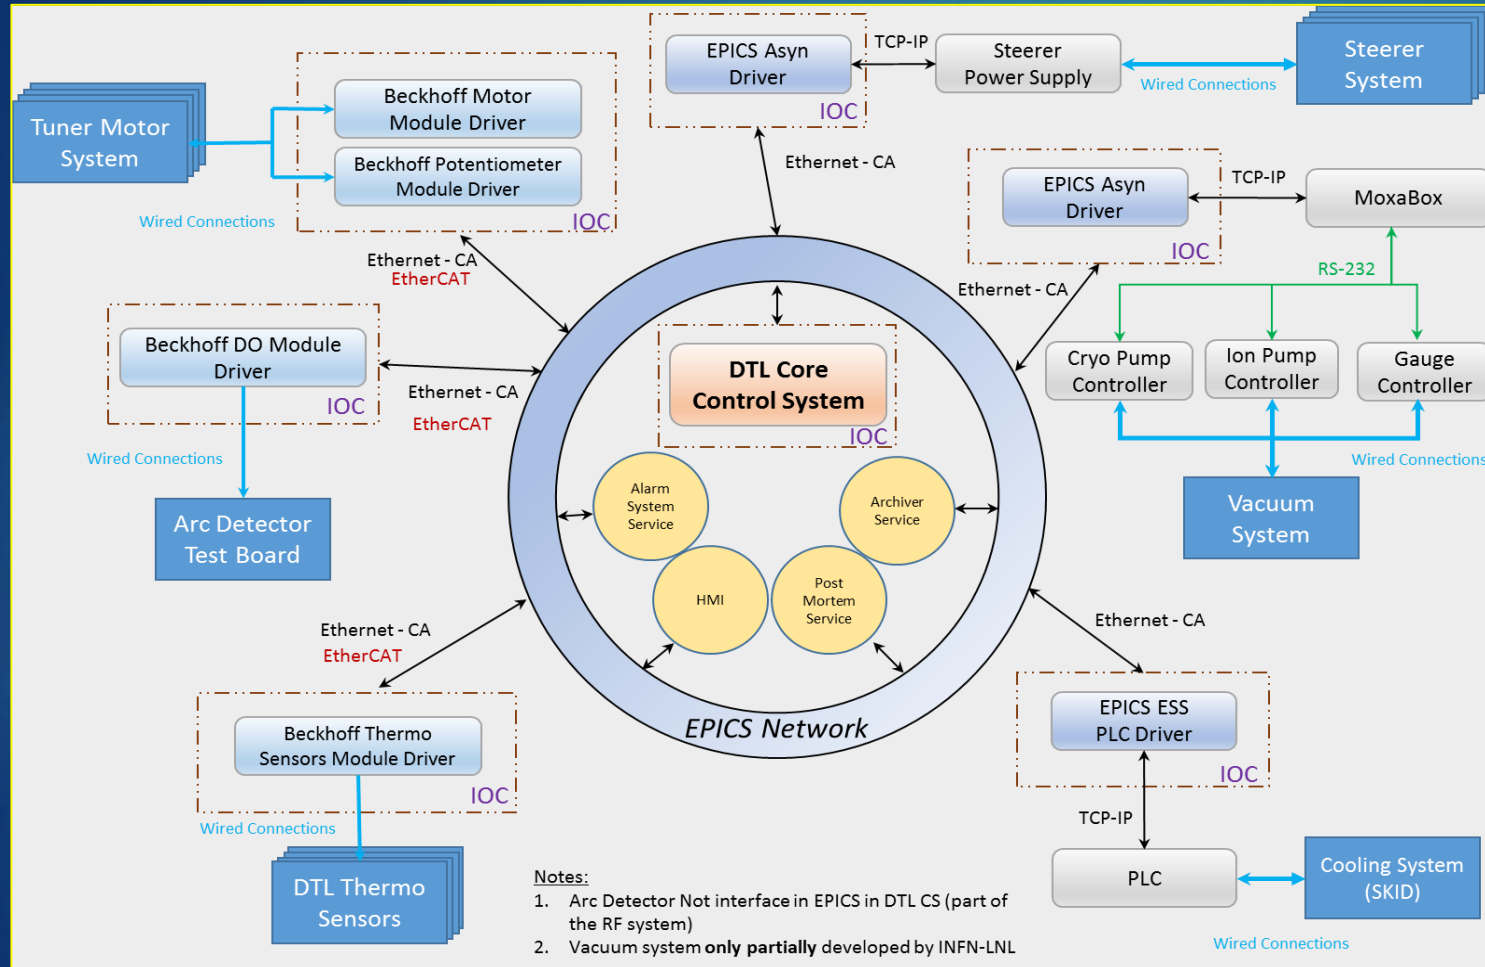 EPICS Asyn
Driver
IOC
TCP-IP
Steerer
Power Supply
Wired Connections
Steerer
System
Ethernet - CA
Tuner Motor
System
Wired Connections
Beckhoff Motor
Module Driver
Beckhoff Potentiometer
Module Driver
IOC
Ethernet - CA
EtherCAT
EPICS Asyn
Driver
IOC
TCP-IP
MoxaBox
Ethernet - CA
RS-232
Cryo Pump
Controller
Ion Pump
Controller
Gauge
Controller
Wired Connections
Vacuum
System
Beckhoff DO Module
Driver
IOC
Ethernet - CA
EtherCAT
Wired Connections
Arc Detector
Test Board
DTL Core
Control System
IOC
Alarm
System
Service
Archiver
Service
HMI
Post
Mortem
Service
EPICS Network
Ethernet - CA
EtherCAT
Beckhoff Thermo
Sensors Module Driver
IOC
Wired Connections
DTL Thermo
Sensors
Ethernet - CA
EPICS ESS
PLC Driver
IOC
TCP-IP
PLC
Cooling System
(SKID)
Wired Connections
Notes:
1. Arc Detector Not interface in EPICS in DTL CS (part of
the RF system)
2. Vacuum system only partially developed by INFN-LNL